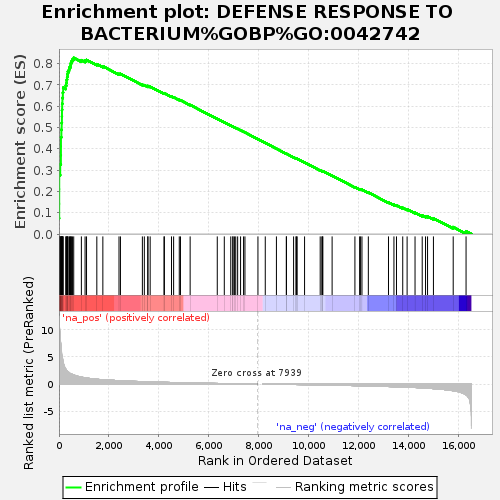 Enrichment plot: DEFENSE RESPONSE TO
BACTERIUM%GOBP%GO:0042742
Enrichment score (ES)
0.8
0.7
0.6
0.5
0.4
0.3
0.2
0.1
0.0
'na_pos' (positively correlated)
Ranked list metric (PreRanked)
10
5
0
-5
Zero cross at 7939
'na_neg' (negatively correlated)
0 2,000 4,000 6,000 8,000 10,000 12,000 14,000 16,000
Rank in Ordered Dataset
Enrichment profile Hits Ranking metric scores